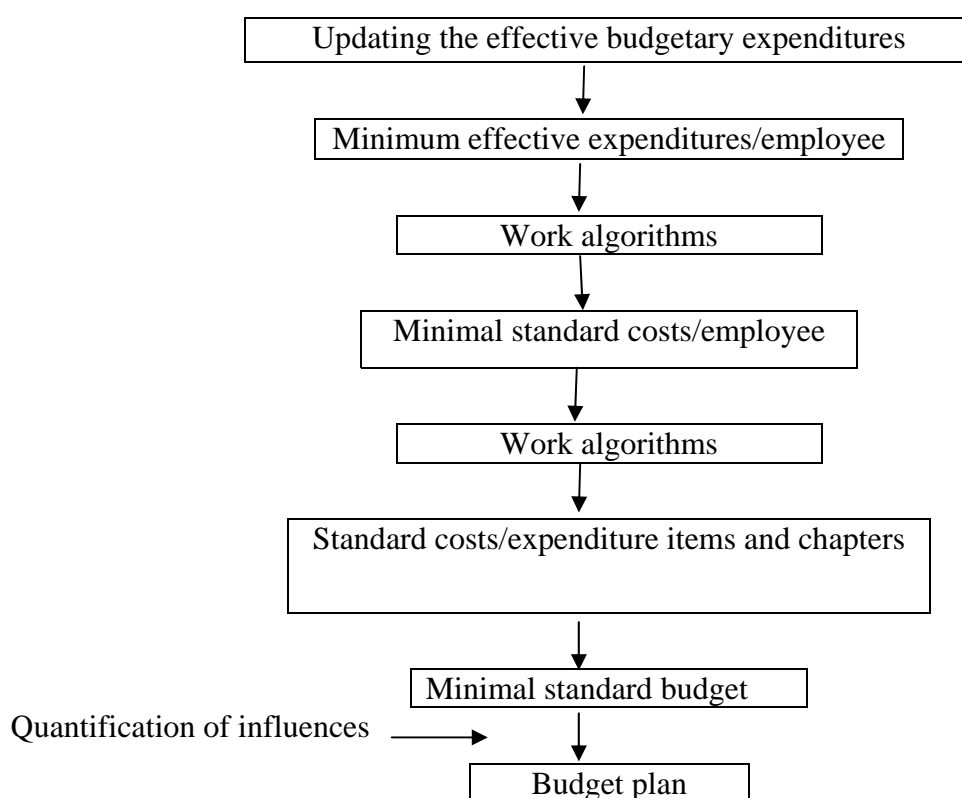 Updating the effective budgetary expenditures
Minimum effective expenditures/employee
Work algorithms
Minimal standard costs/employee
Work algorithms
Standard costs/expenditure items and chapters
Minimal standard budget
Quantification of influences
Budget plan